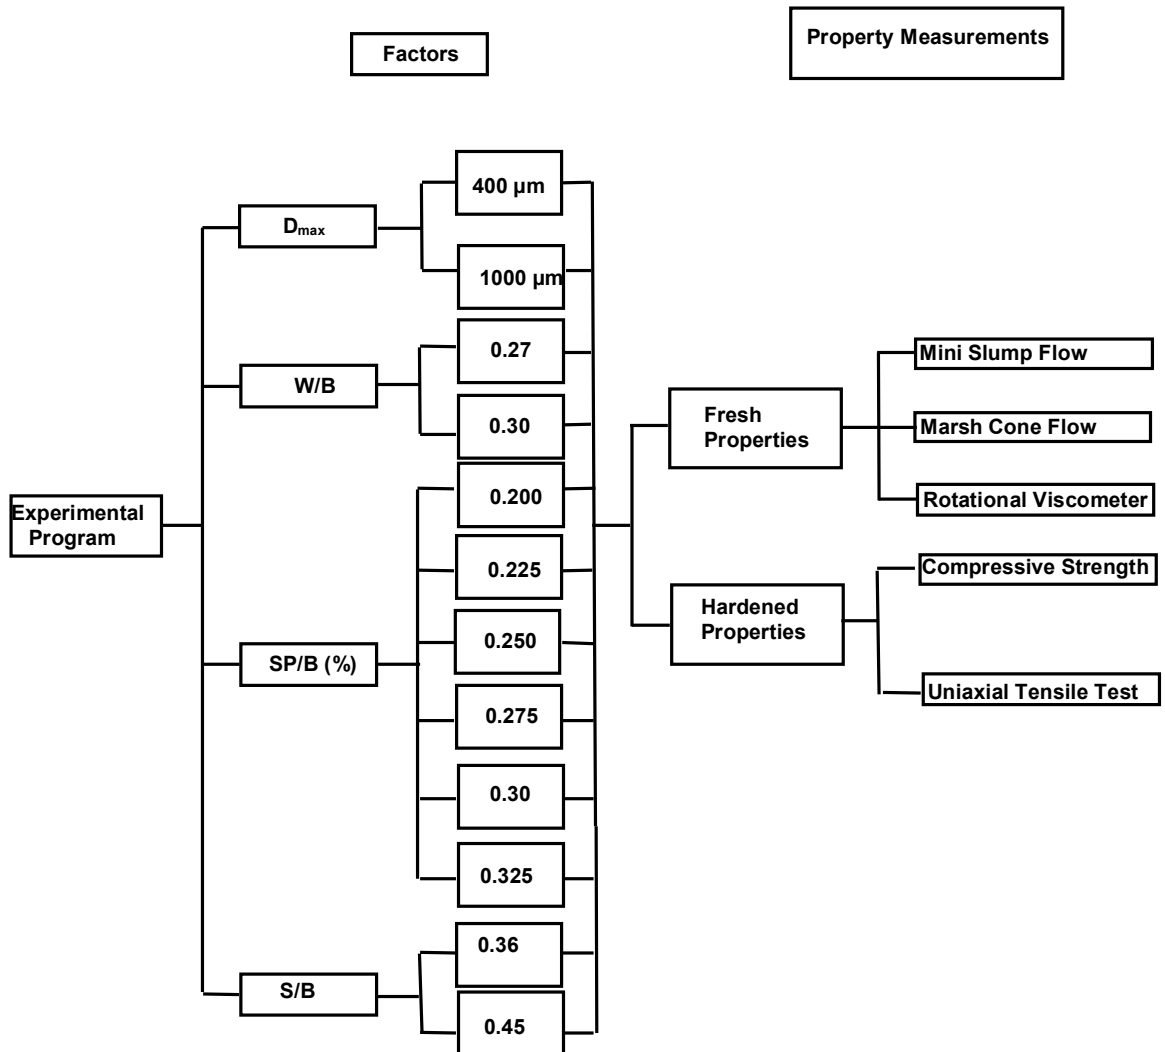 Factors
Property Measurements
400 µm
D_max
1000 µm
0.27
W/B
0.30
0.200
0.225
0.250
SP/B (%)
0.275
0.30
0.325
0.36
S/B
0.45
Experimental
Program
Fresh
Properties
Hardened
Properties
Mini Slump Flow
Marsh Cone Flow
Rotational Viscometer
Compressive Strength
Uniaxial Tensile Test